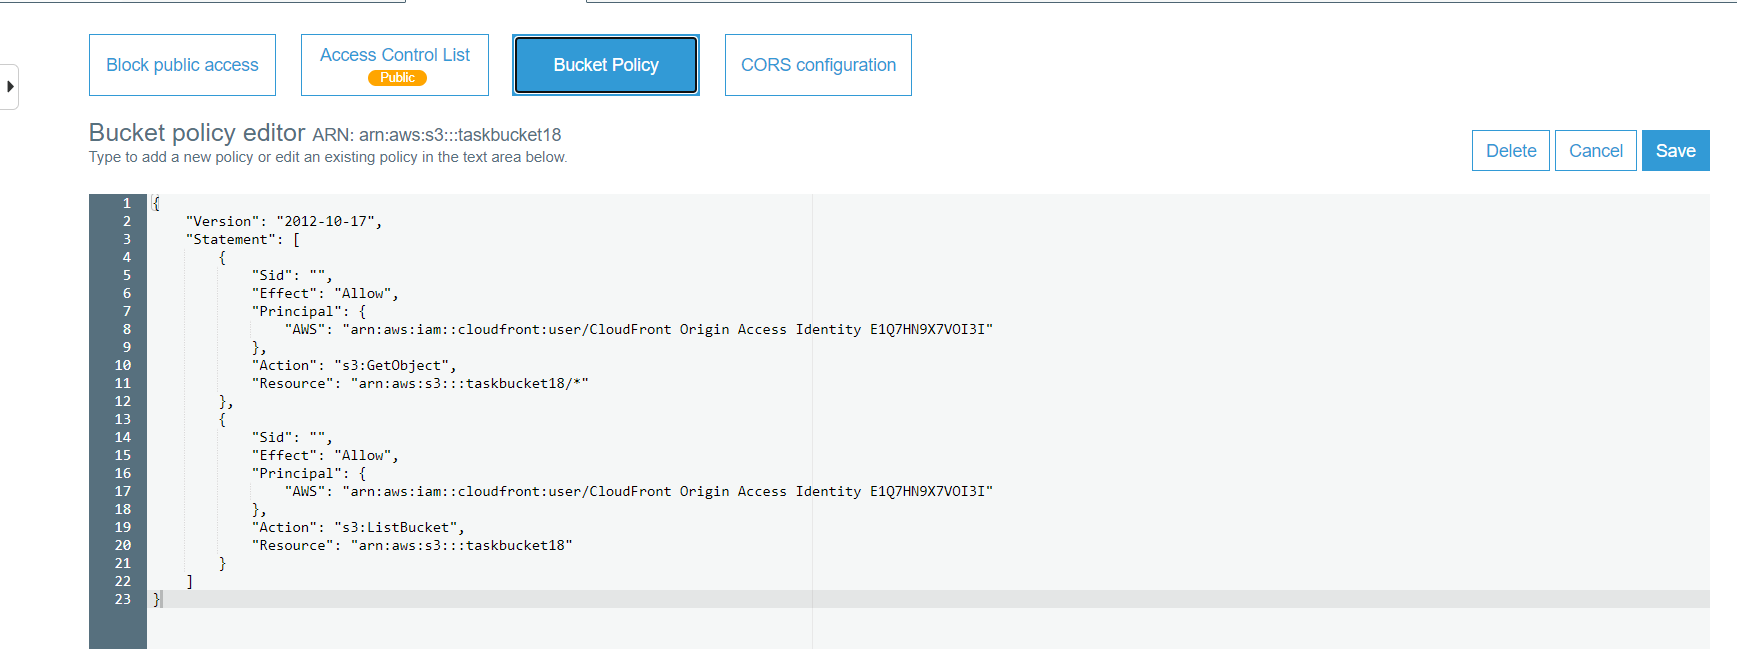 Block public access
Access Control List
Public
Bucket Policy
CORS configuration
Bucket policy editor ARN: arn:aws:s3:::taskbucket18
Type to add a new policy or edit an existing policy in the text area below.
Delete
Cancel
Save
1 {
2 "Version": "2012-10-17",
3 "Statement": [
4 {
5 "Sid": "",
6 "Effect": "Allow",
7 "Principal": {
8 "AWS": "arn:aws:iam::cloudfront:user/CloudFront Origin Access Identity E1Q7HN9X7VOI3I"
9 },
10 "Action": "s3:GetObject",
11 "Resource": "arn:aws:s3:::taskbucket18/*"
12 },
13 {
14 "Sid": "",
15 "Effect": "Allow",
16 "Principal": {
17 "AWS": "arn:aws:iam::cloudfront:user/CloudFront Origin Access Identity E1Q7HN9X7VOI3I"
18 },
19 "Action": "s3:ListBucket",
20 "Resource": "arn:aws:s3:::taskbucket18"
21 }
22 ]
23 }